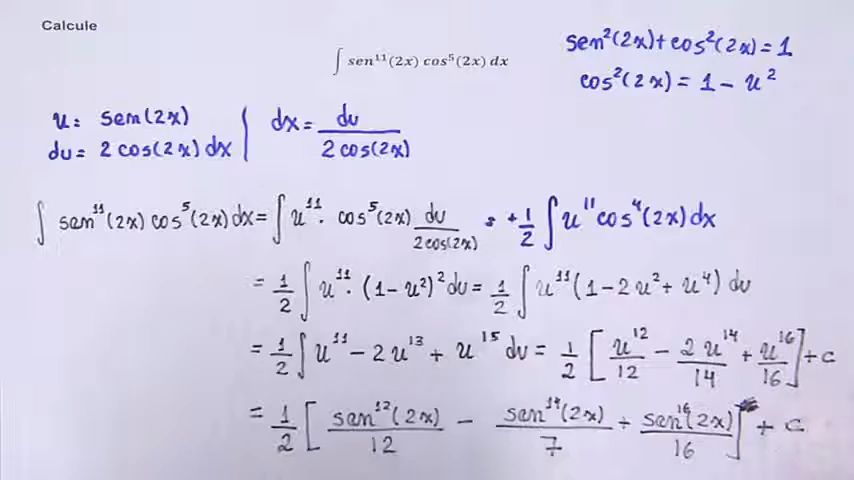 Calcule
∫ sen¹¹(2x) cos⁵(2x) dx
sen²(2x)+cos²(2x)=1
cos²(2x) = 1 - u²
u: sen(2x)
du= 2 cos(2x) dx
dx= du/(2 cos(2x))
∫ sen¹¹(2x) cos⁵(2x) dx = ∫ u¹¹. cos⁵(2x) du/(2cos(2x)) = +1/2 ∫ u¹¹ cos⁴(2x) dx
= 1/2 ∫ u¹¹. (1-u²)² du = 1/2 ∫ u¹¹(1-2u²+u⁴) du
= 1/2 ∫ u¹¹ - 2u¹³ + u¹⁵ du = 1/2 [u¹²/12 - 2u¹⁴/14 + u¹⁶/16] + c
= 1/2 [sen¹²(2x)/12 - sen¹⁴(2x)/7 + sen¹⁶(2x)/16] + c